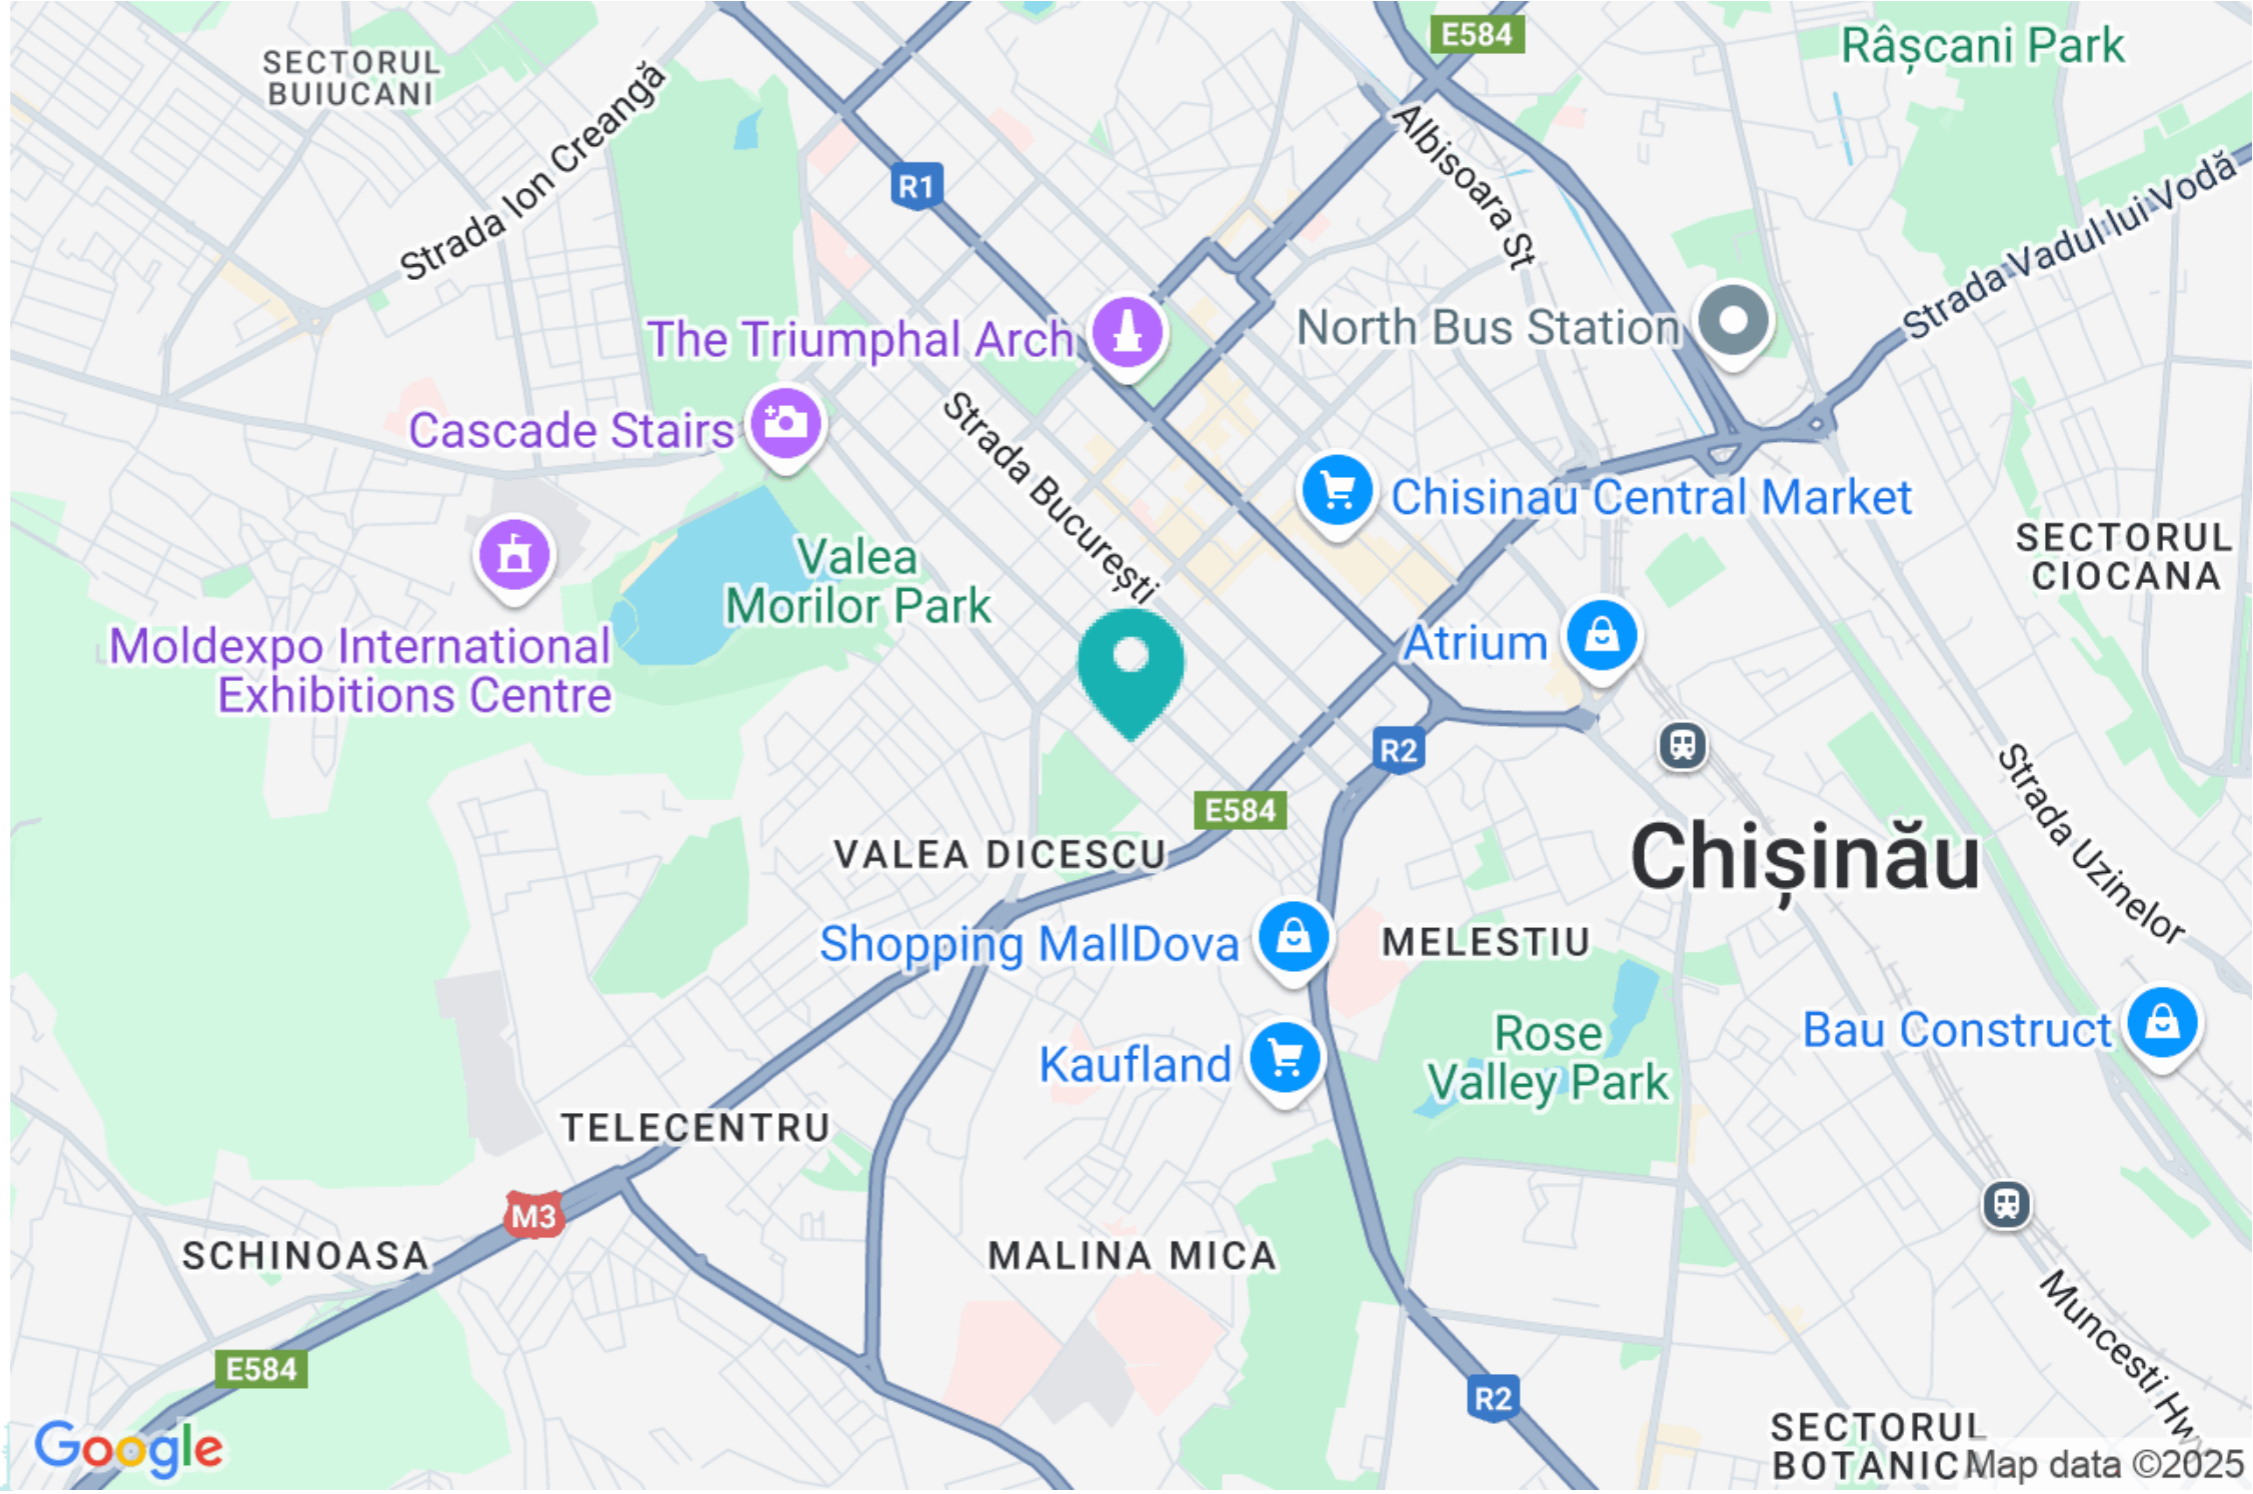 E584
Râșcani Park
SECTORUL
BUIUCANI
Strada Ion Creangă
Albisoara St
R1
Strada Vadul lui Vodă
The Triumphal Arch
North Bus Station
Cascade Stairs
Strada București
Chisinau Central Market
SECTORUL
CIOCANA
Valea
Morilor Park
Moldexpo International
Exhibitions Centre
Atrium
R2
E584
Strada Uzinelor
VALEA DICESCU
Chișinău
Shopping MallDova
MELESTIU
Rose
Valley Park
Bau Construct
Kaufland
TELECENTRU
M3
SCHINOASA
MALINA MICA
Muncesti Hwy
E584
R2
SECTORUL
BOTANIC
Google
Map data ©2025